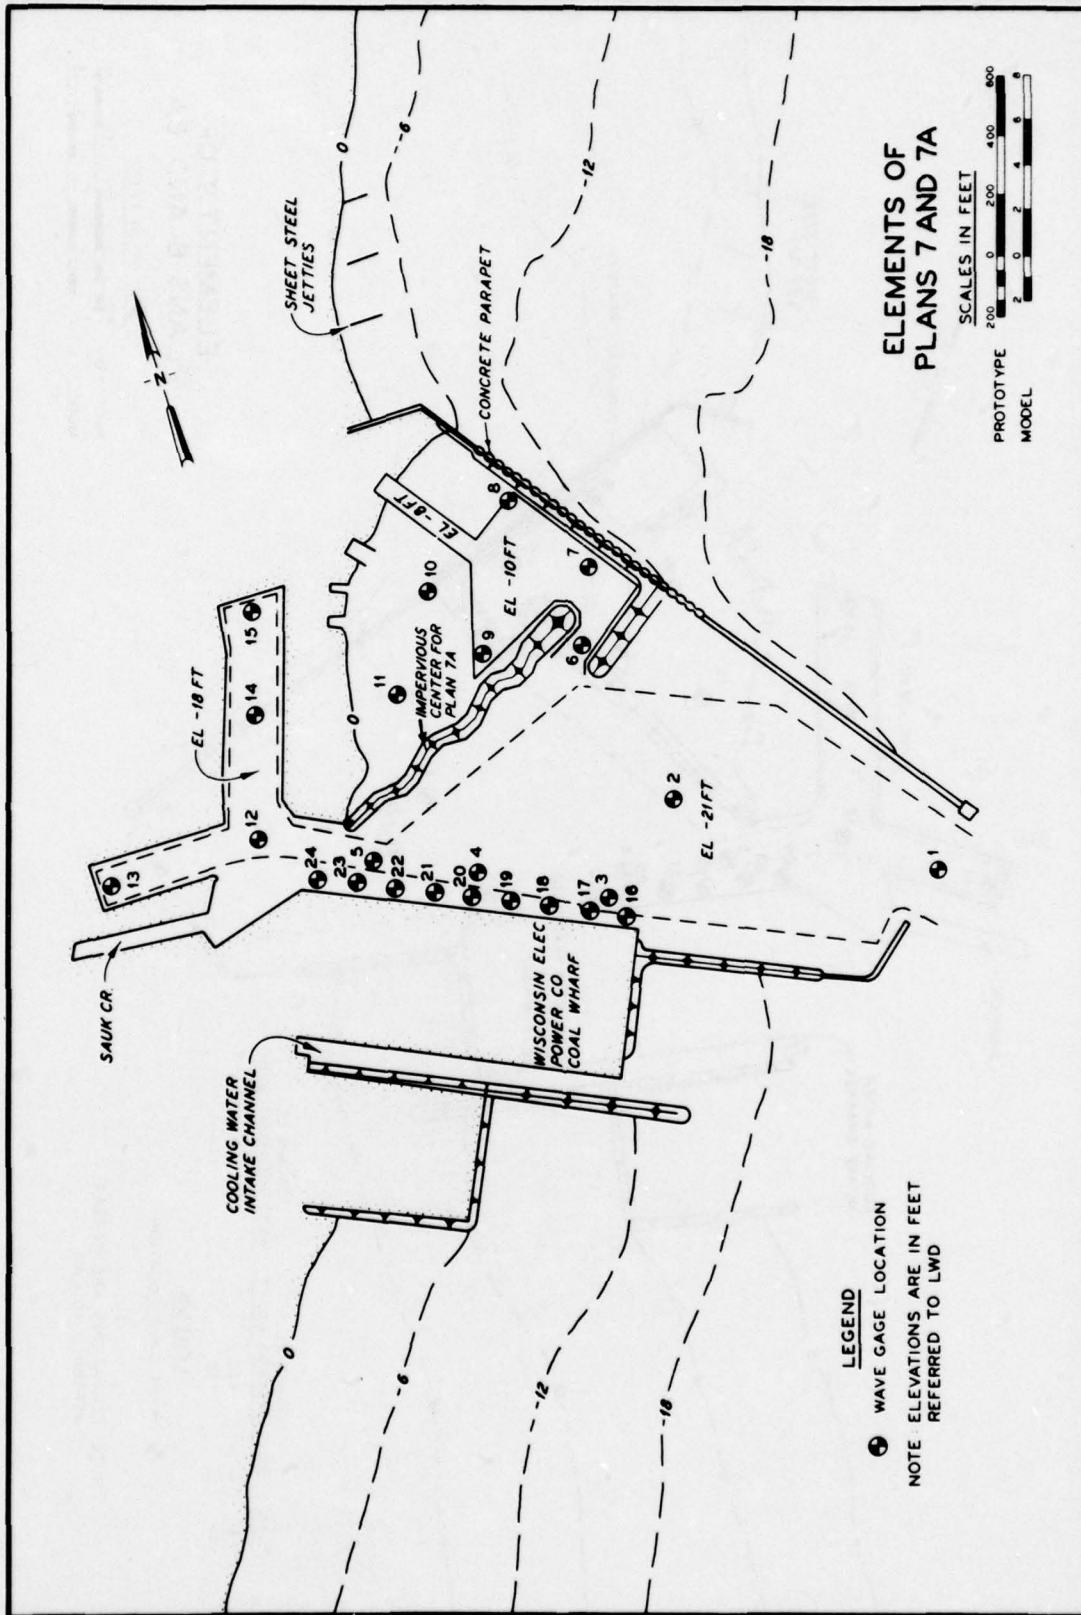 SHEET STEEL
JETTIES
0
-6
-12
-18
N
CONCRETE PARAPET
EL -8 FT
EL -10 FT
8
7
10
9
6
11
IMPERVIOUS
CENTER FOR
PLAN 7A
0
EL -18 FT
15
14
12
13
SAUK CR.
24
23
5
22
21
20
4
19
18
17
3
16
2
EL -21 FT
1
WISCONSIN ELEC
POWER CO
COAL WHARF
COOLING WATER
INTAKE CHANNEL
0
-6
-12
-18
LEGEND
WAVE GAGE LOCATION
NOTE: ELEVATIONS ARE IN FEET
REFERRED TO LWD
ELEMENTS OF
PLANS 7 AND 7A
SCALES IN FEET
PROTOTYPE 200 0 200 400 600
MODEL 2 0 2 4 6 8